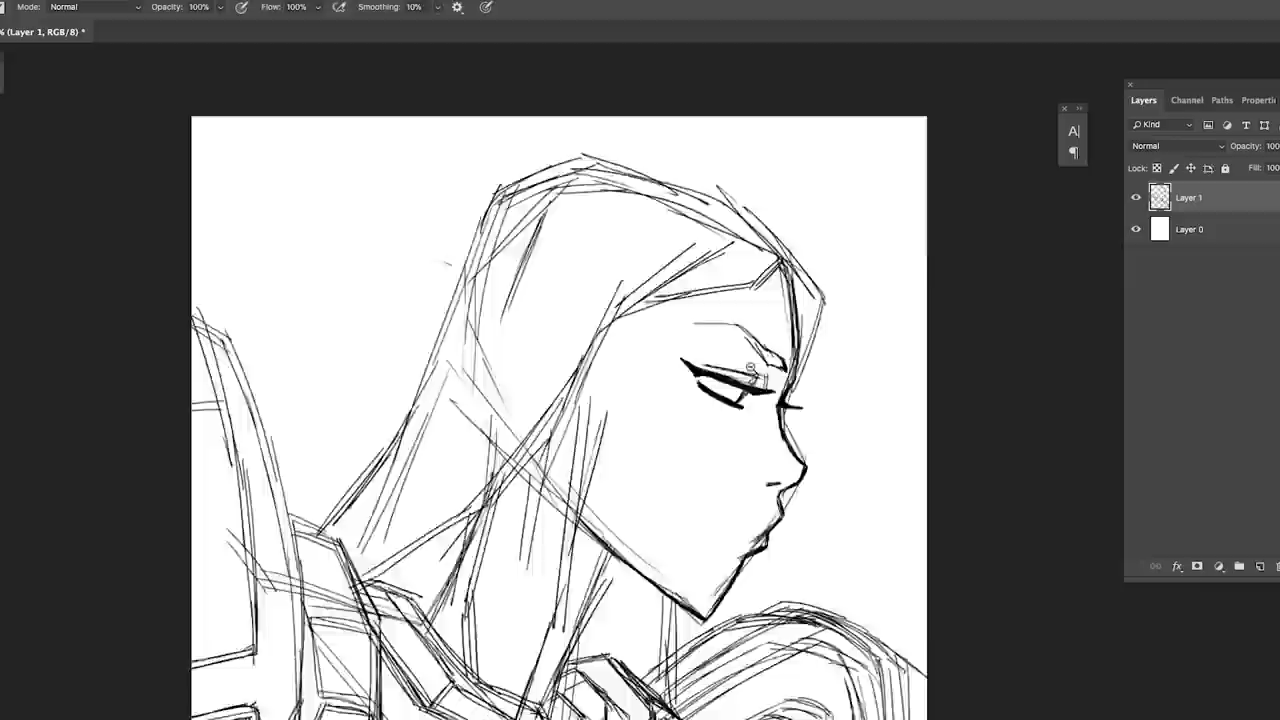 Mode: Normal Opacity: 100% Flow: 100% Smoothing: 10%
% (Layer 1, RGB/8) *
Layers Channel Paths Properti
Kind
Normal Opacity: 100
Lock: Fill: 100
Layer 1
Layer 0